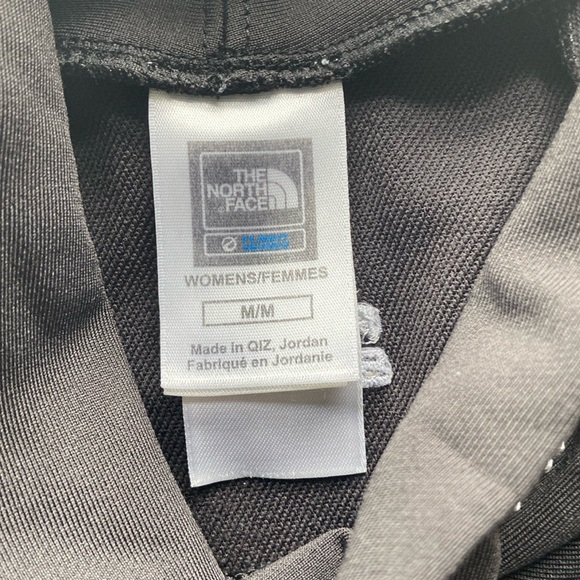 THE
NORTH
FACE
WOMENS/FEMMES
M/M
Made in QIZ, Jordan
Fabriqué en Jordanie